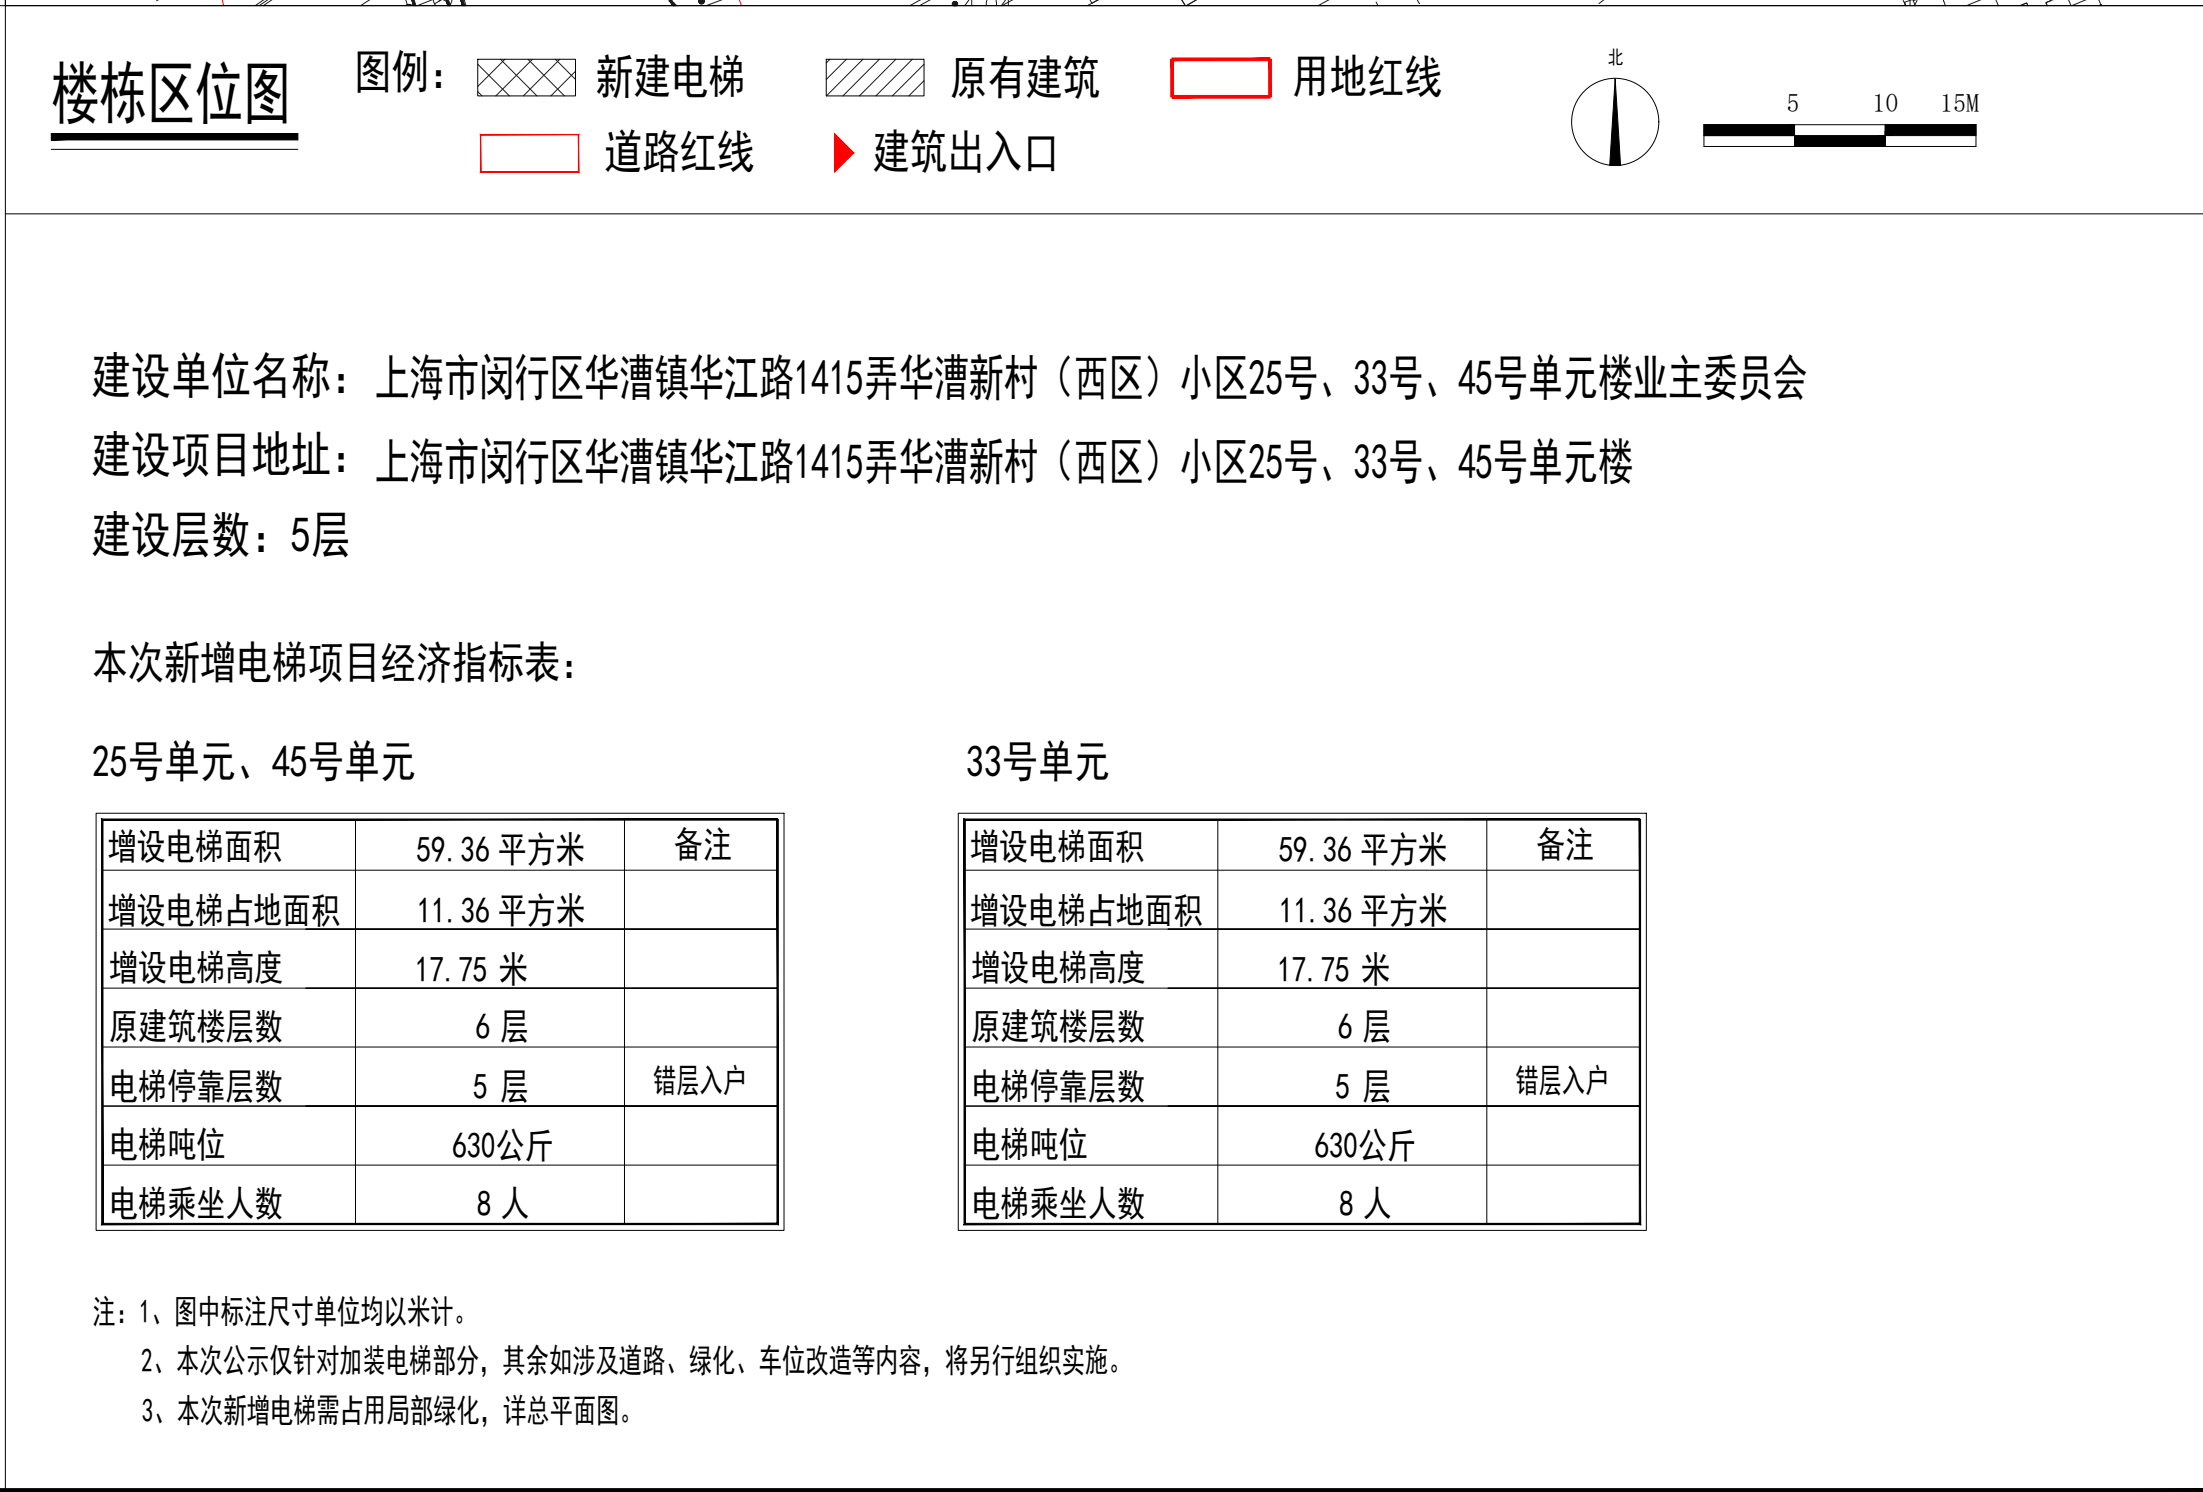 楼栋区位图
图例： 新建电梯 原有建筑 用地红线
道路红线 建筑出入口
北
5 10 15M
建设单位名称：上海市闵行区华漕镇华江路1415弄华漕新村（西区）小区25号、33号、45号单元楼业主委员会
建设项目地址：上海市闵行区华漕镇华江路1415弄华漕新村（西区）小区25号、33号、45号单元楼
建设层数：5层
本次新增电梯项目经济指标表：
25号单元、45号单元
增设电梯面积 59.36 平方米 备注
增设电梯占地面积 11.36 平方米
增设电梯高度 17.75 米
原建筑楼层数 6 层
电梯停靠层数 5 层 错层入户
电梯吨位 630公斤
电梯乘坐人数 8 人
33号单元
增设电梯面积 59.36 平方米 备注
增设电梯占地面积 11.36 平方米
增设电梯高度 17.75 米
原建筑楼层数 6 层
电梯停靠层数 5 层 错层入户
电梯吨位 630公斤
电梯乘坐人数 8 人
注：1、图中标注尺寸单位均以米计。
2、本次公示仅针对加装电梯部分，其余如涉及道路、绿化、车位改造等内容，将另行组织实施。
3、本次新增电梯需占用局部绿化，详总平面图。